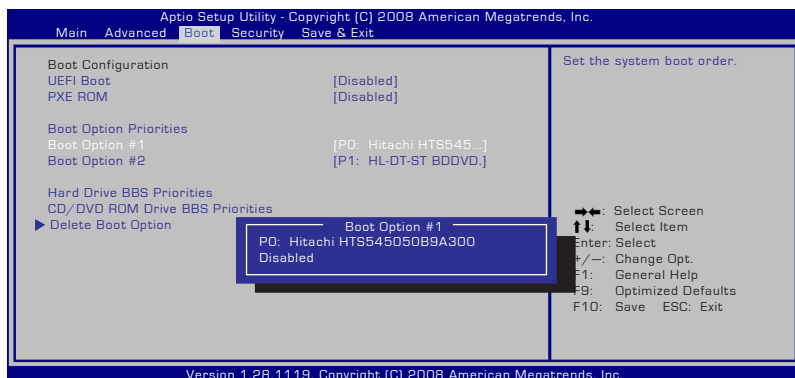 Aptio Setup Utility - Copyright (C) 2008 American Megatrends, Inc.
Main Advanced Boot Security Save & Exit
Boot Configuration
UEFI Boot [Disabled]
PXE ROM [Disabled]
Boot Option Priorities
Boot Option #1 [P0: Hitachi HTS545...]
Boot Option #2 [P1: HL-DT-ST BDDVD.]
Hard Drive BBS Priorities
CD/DVD ROM Drive BBS Priorities
Delete Boot Option
Boot Option #1
P0: Hitachi HTS545050B9A300
Disabled
Set the system boot order.
: Select Screen
: Select Item
Enter: Select
+/—: Change Opt.
F1: General Help
F9: Optimized Defaults
F10: Save ESC: Exit
Version 1.28.1119. Copyright (C) 2008 American Megatrends, Inc.